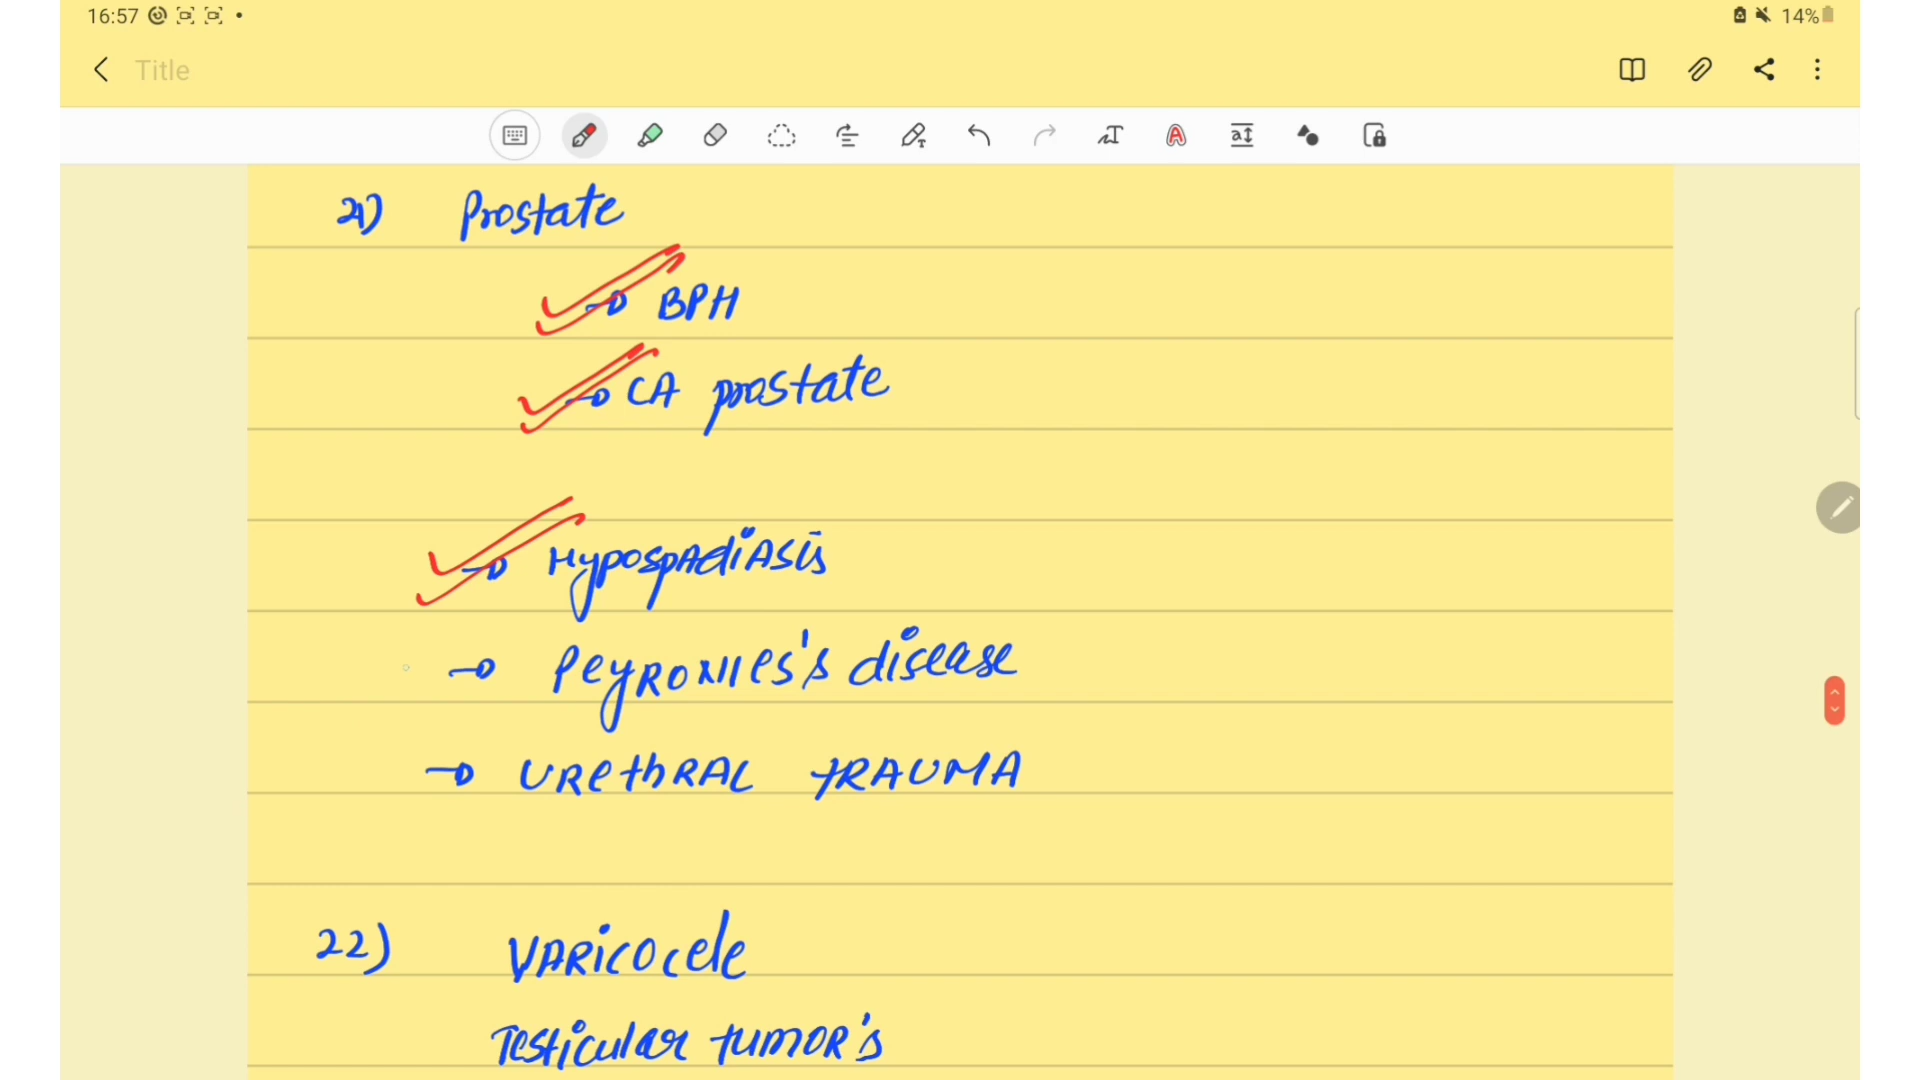 16:57 14%
Title
21) Prostate
→ BPH
→ CA prostate
→ Hypospadiasis
→ Peyronies's disease
→ Urethral trauma
22) Varicocele
Testicular tumor's